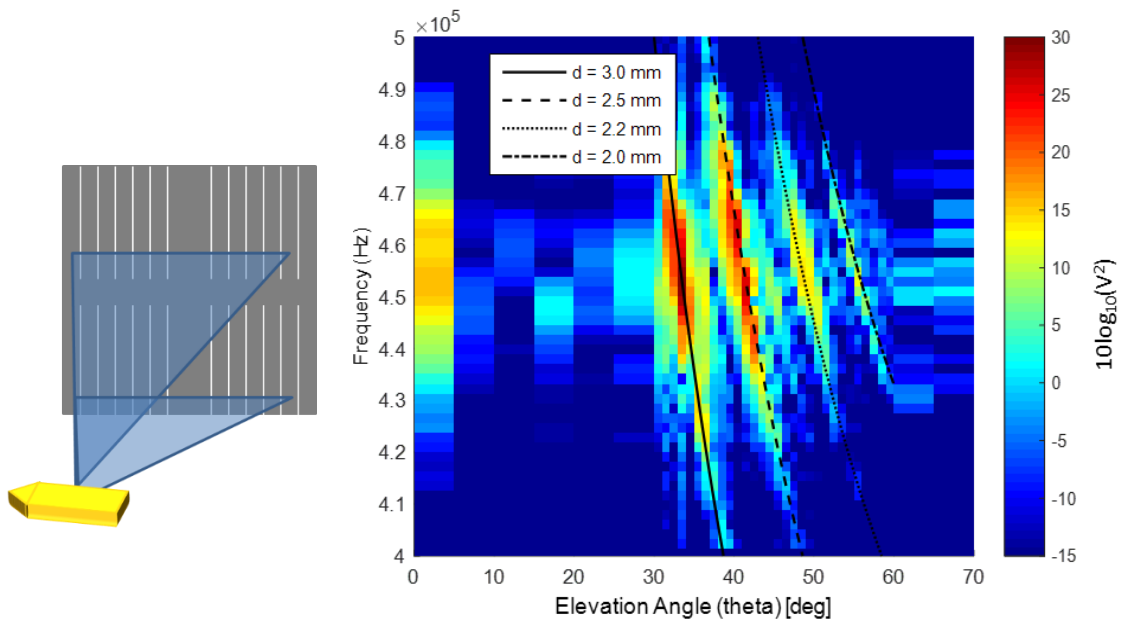 ×10⁵
5
4.9
4.8
4.7
4.6
4.5
4.4
4.3
4.2
4.1
4
Frequency (Hz)
d = 3.0 mm
d = 2.5 mm
d = 2.2 mm
d = 2.0 mm
0 10 20 30 40 50 60 70
Elevation Angle (theta) [deg]
30
25
20
15
10
5
0
-5
-10
-15
10log₁₀(V²)